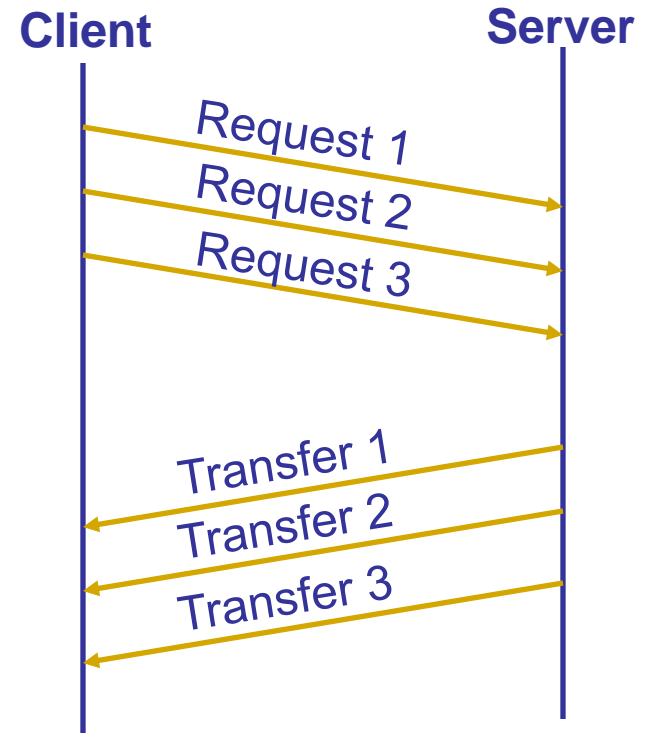 Client
Server
Request 1
Request 2
Request 3
Transfer 1
Transfer 2
Transfer 3